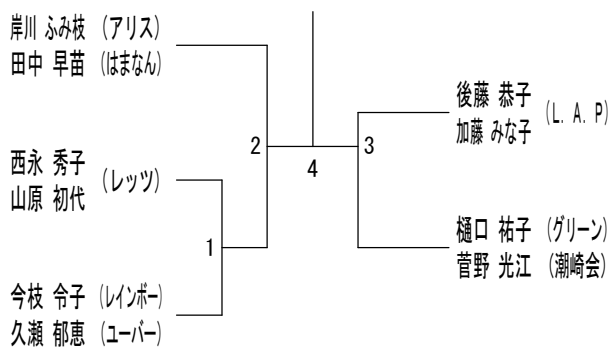 岸川 ふみ枝 (アリス)
田中 早苗 (はまなん)
西永 秀子
山原 初代
(レッツ)
今枝 令子 (レインボー)
久瀬 郁恵 (ユーバー)
1
2
4
3
後藤 恭子
加藤 みな子
(L. A. P)
樋口 祐子 (グリーン)
菅野 光江 (潮崎会)